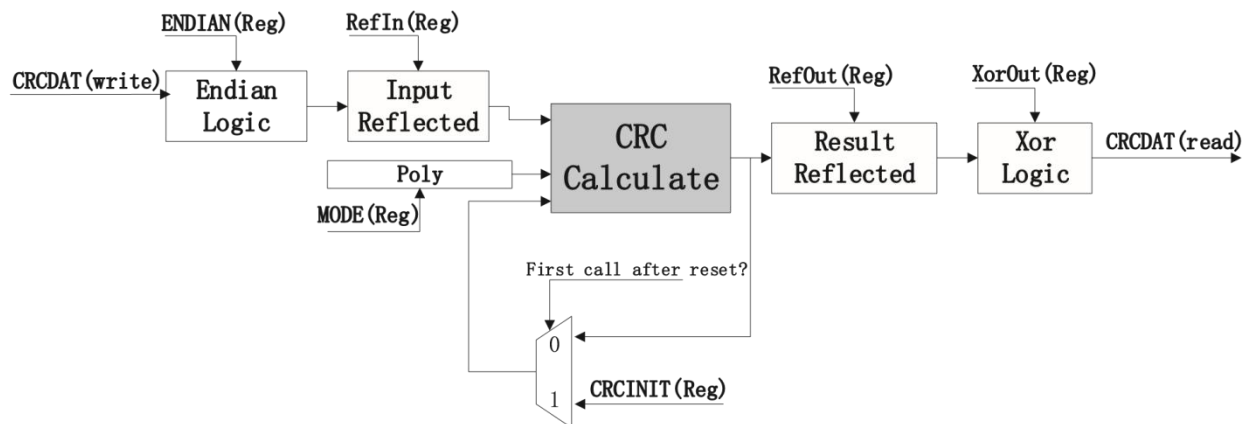 ENDIAN(Reg)
RefIn(Reg)
CRCDAT(write)
Endian
Logic
Input
Reflected
Poly
MODE(Reg)
CRC
Calculate
RefOut(Reg)
XorOut(Reg)
Result
Reflected
Xor
Logic
CRCDAT(read)
First call after reset?
0
1
CRCINIT(Reg)